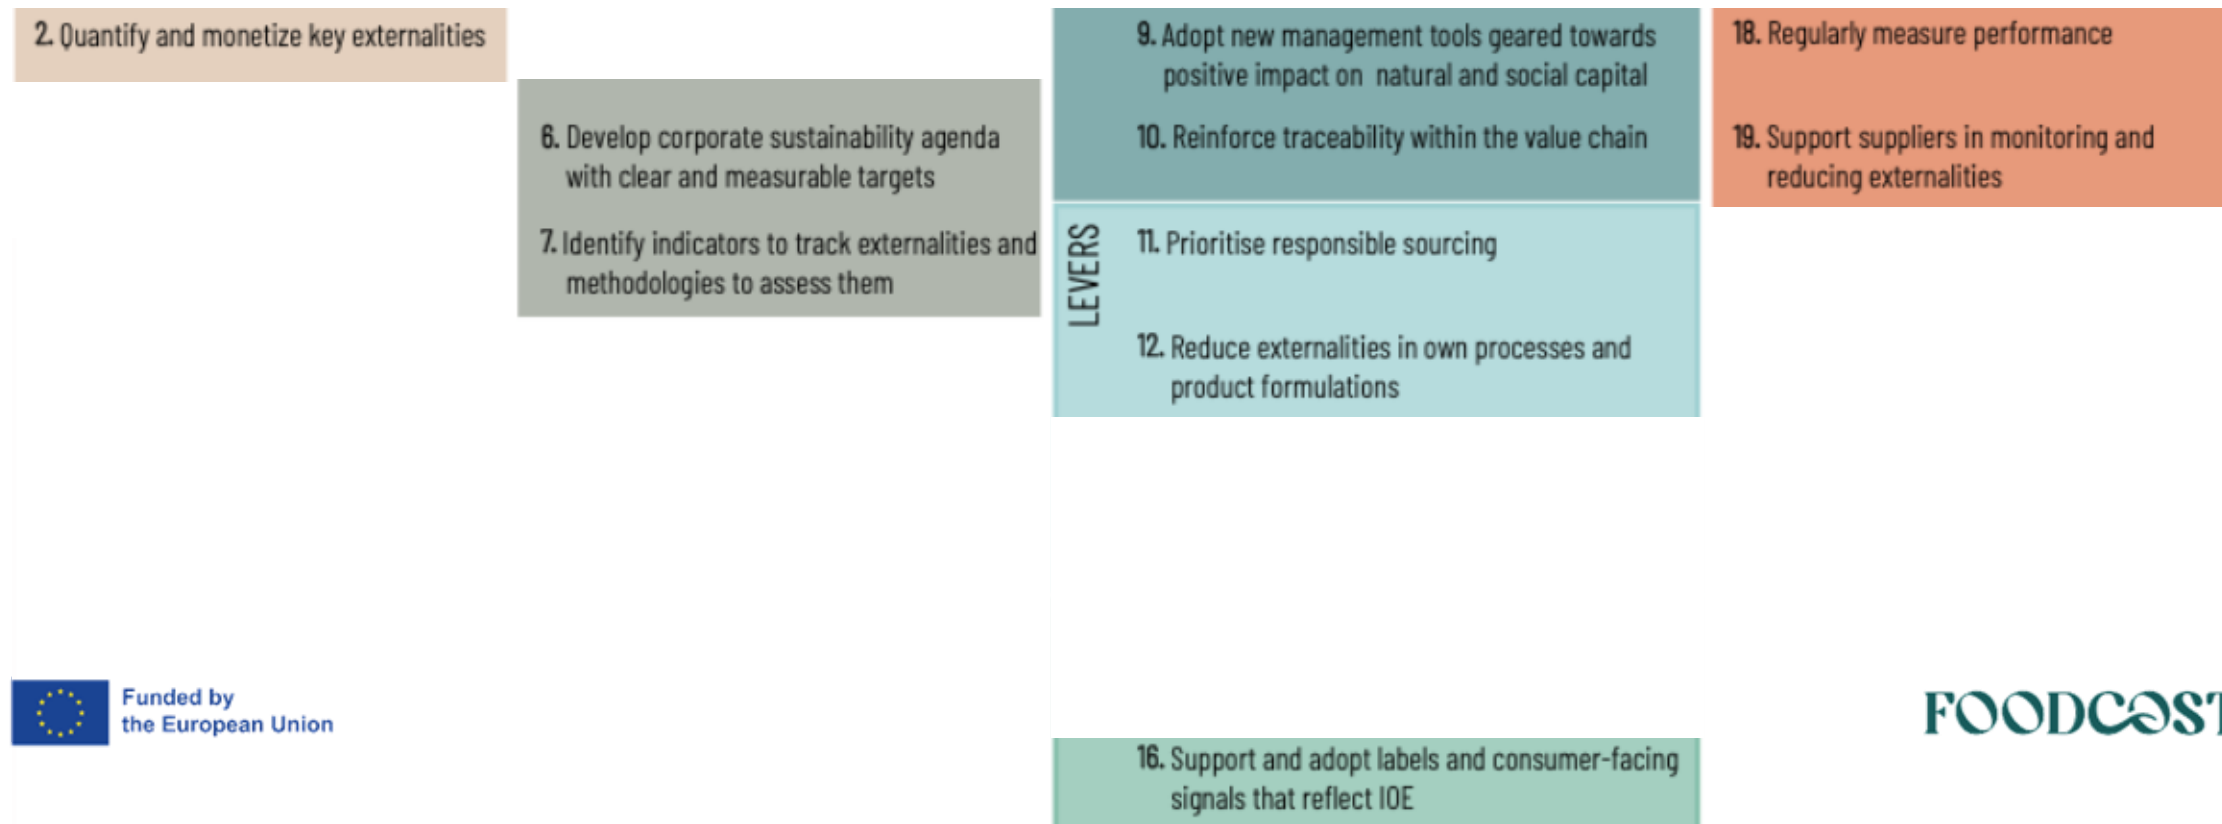 2. Quantify and monetize key externalities
6. Develop corporate sustainability agenda
with clear and measurable targets
7. Identify indicators to track externalities and
methodologies to assess them
9. Adopt new management tools geared towards
positive impact on natural and social capital
10. Reinforce traceability within the value chain
LEVERS
11. Prioritise responsible sourcing
12. Reduce externalities in own processes and
product formulations
16. Support and adopt labels and consumer-facing
signals that reflect IOE
18. Regularly measure performance
19. Support suppliers in monitoring and
reducing externalities
Funded by
the European Union
FOODCOST